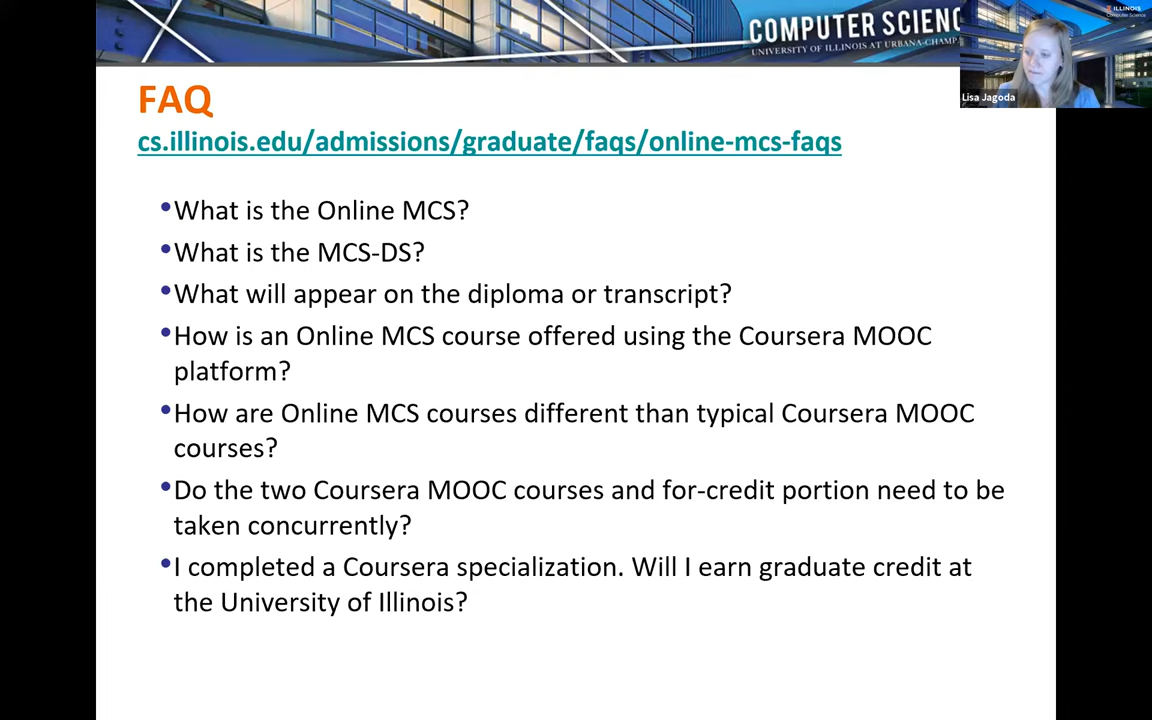 COMPUTER SCIENC
UNIVERSITY OF ILLINOIS AT URBANA-CHAMP
ILLINOIS
Computer Science
Lisa Jagoda
FAQ
cs.illinois.edu/admissions/graduate/faqs/online-mcs-faqs
•What is the Online MCS?
•What is the MCS-DS?
•What will appear on the diploma or transcript?
•How is an Online MCS course offered using the Coursera MOOC
platform?
•How are Online MCS courses different than typical Coursera MOOC
courses?
•Do the two Coursera MOOC courses and for-credit portion need to be
taken concurrently?
•I completed a Coursera specialization. Will I earn graduate credit at
the University of Illinois?